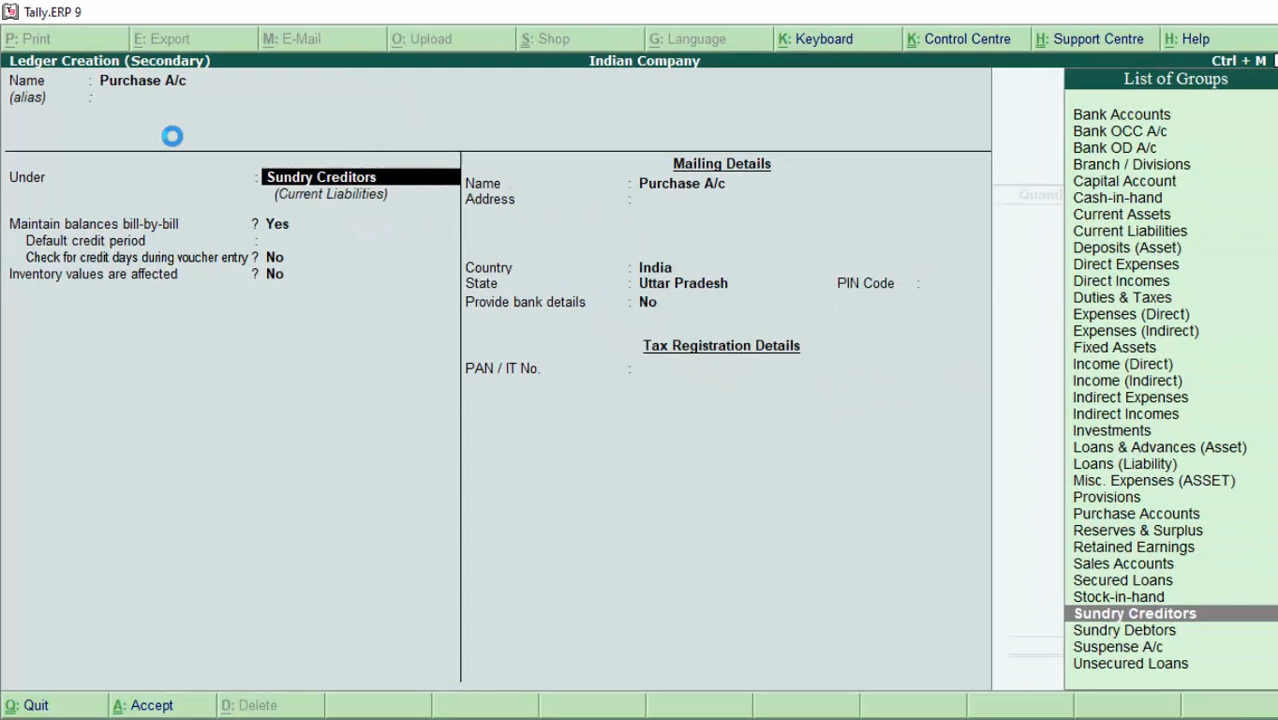 Tally.ERP 9
P: Print E: Export M: E-Mail O: Upload S: Shop G: Language K: Keyboard K: Control Centre H: Support Centre H: Help
Ledger Creation (Secondary) Indian Company Ctrl + M
Name : Purchase A/c
(alias) :
Under : Sundry Creditors
(Current Liabilities)
Maintain balances bill-by-bill ? Yes
Default credit period :
Check for credit days during voucher entry ? No
Inventory values are affected ? No
Mailing Details
Name : Purchase A/c
Address :
Country : India
State : Uttar Pradesh PIN Code :
Provide bank details : No
Tax Registration Details
PAN / IT No. :
List of Groups
Bank Accounts
Bank OCC A/c
Bank OD A/c
Branch / Divisions
Capital Account
Cash-in-hand
Current Assets
Current Liabilities
Deposits (Asset)
Direct Expenses
Direct Incomes
Duties & Taxes
Expenses (Direct)
Expenses (Indirect)
Fixed Assets
Income (Direct)
Income (Indirect)
Indirect Expenses
Indirect Incomes
Investments
Loans & Advances (Asset)
Loans (Liability)
Misc. Expenses (ASSET)
Provisions
Purchase Accounts
Reserves & Surplus
Retained Earnings
Sales Accounts
Secured Loans
Stock-in-hand
Sundry Creditors
Sundry Debtors
Suspense A/c
Unsecured Loans
Q: Quit A: Accept D: Delete